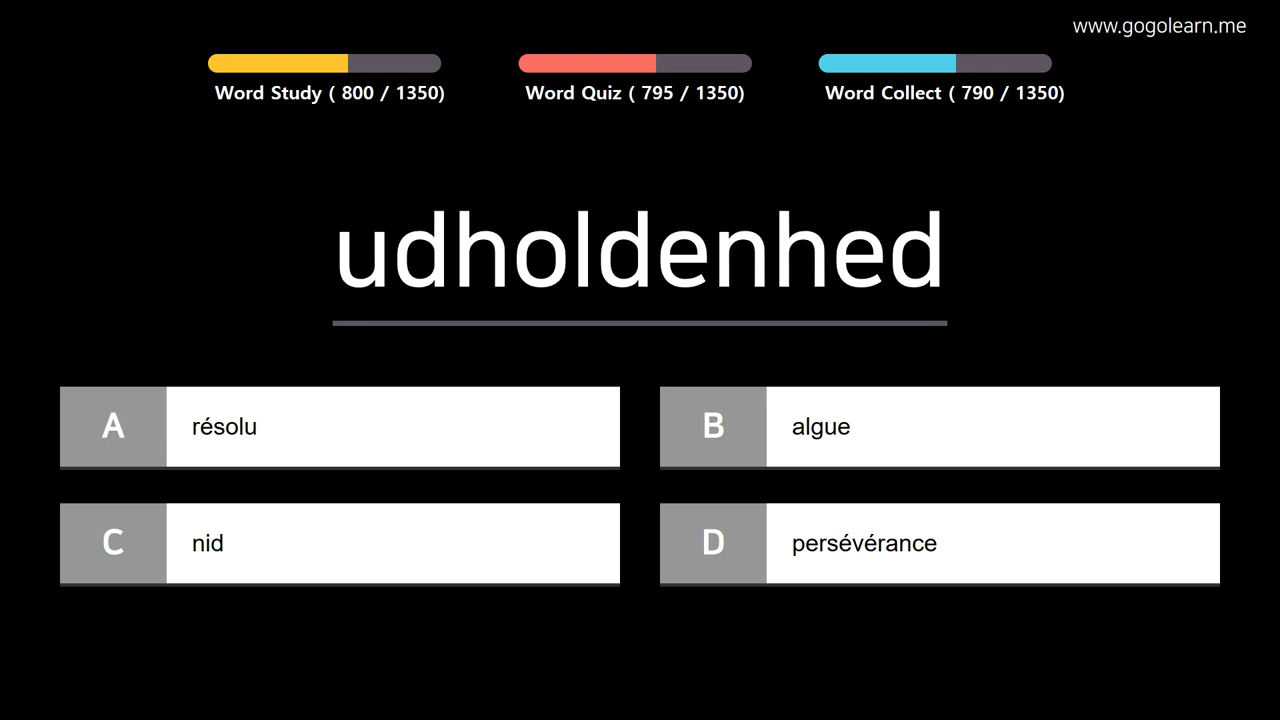 www.gogolearn.me
Word Study ( 800 / 1350)
Word Quiz ( 795 / 1350)
Word Collect ( 790 / 1350)
udholdenhed
A résolu
B algue
C nid
D persévérance